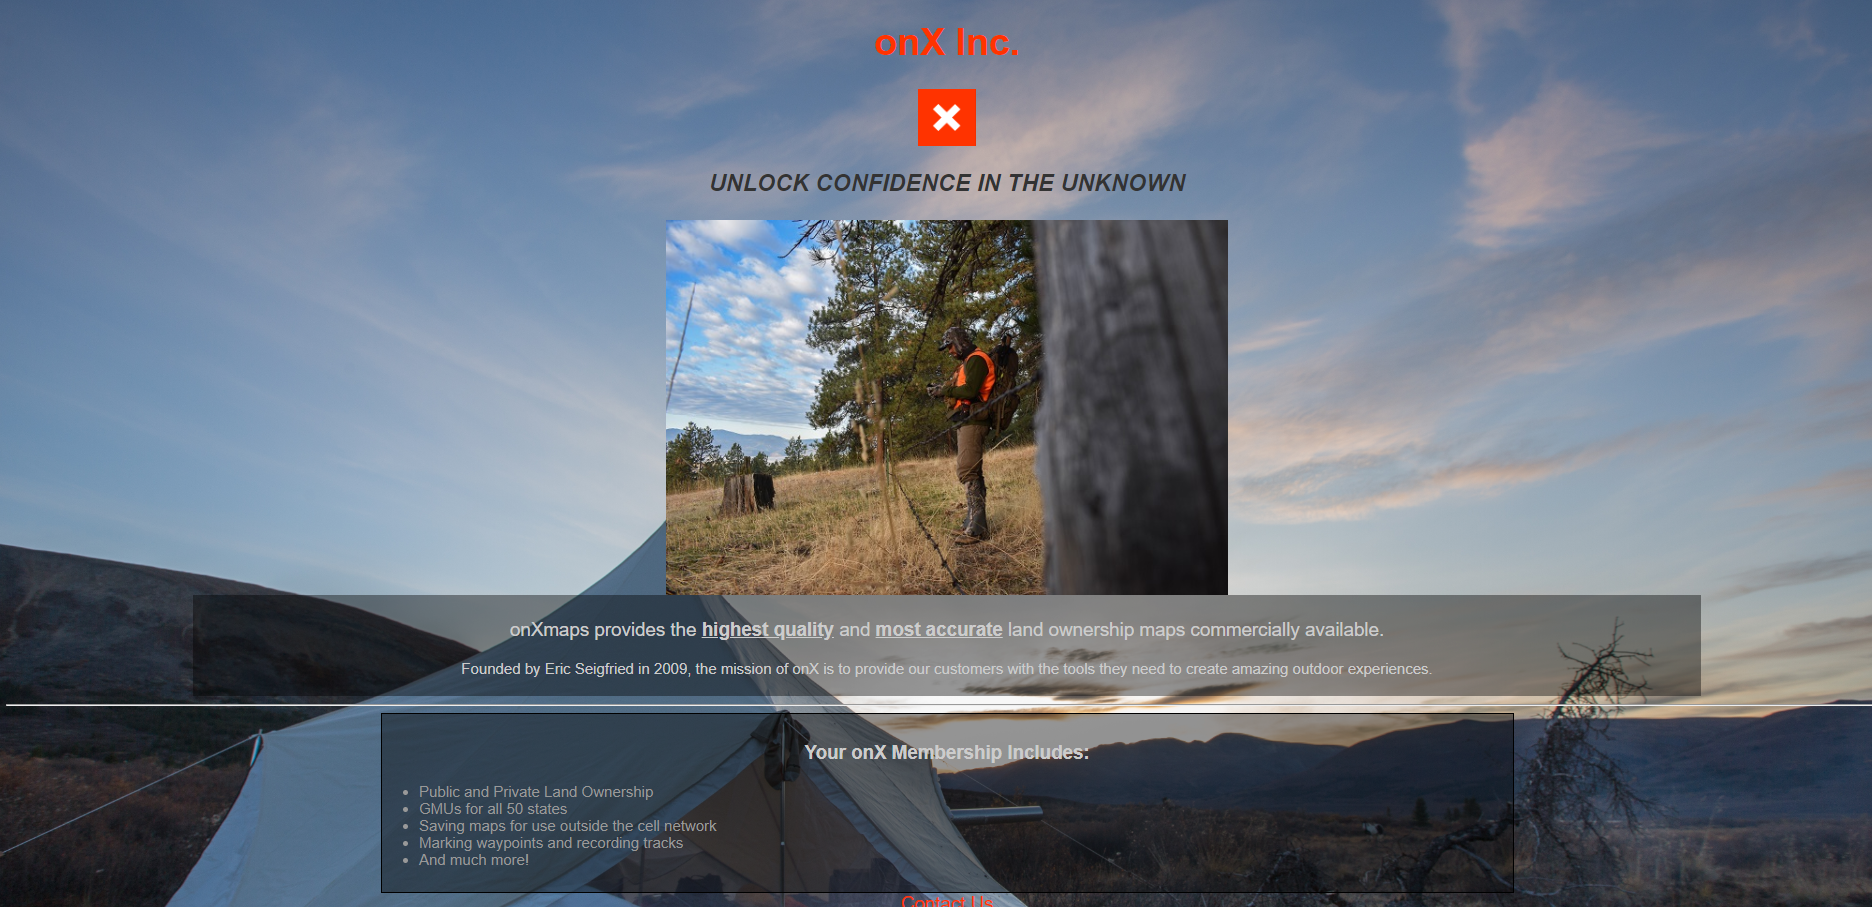 onX Inc.
UNLOCK CONFIDENCE IN THE UNKNOWN
onXmaps provides the highest quality and most accurate land ownership maps commercially available.
Founded by Eric Seigfried in 2009, the mission of onX is to provide our customers with the tools they need to create amazing outdoor experiences.
Your onX Membership Includes:
Public and Private Land Ownership
GMUs for all 50 states
Saving maps for use outside the cell network
Marking waypoints and recording tracks
And much more!
Contact Us